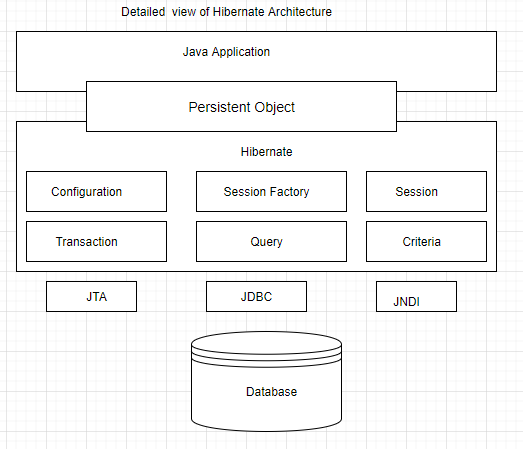 Detailed view of Hibernate Architecture
Java Application
Persistent Object
Hibernate
Configuration
Session Factory
Session
Transaction
Query
Criteria
JTA
JDBC
JNDI
Database